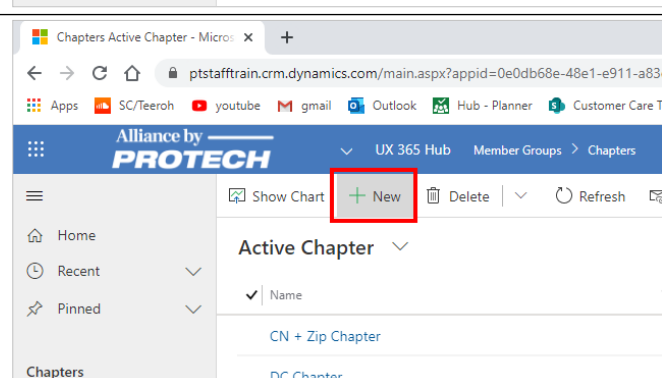 Chapters Active Chapter - Micros
ptstafftrain.crm.dynamics.com/main.aspx?appid=0e0db68e-48e1-e911-a83
Apps SC/Teeroh youtube gmail Outlook Hub - Planner Customer Care T
Alliance by
PROTECH
UX 365 Hub Member Groups > Chapters
Show Chart New Delete Refresh
Home
Recent
Pinned
Active Chapter
Name
CN + Zip Chapter
DC Chapter
Chapters